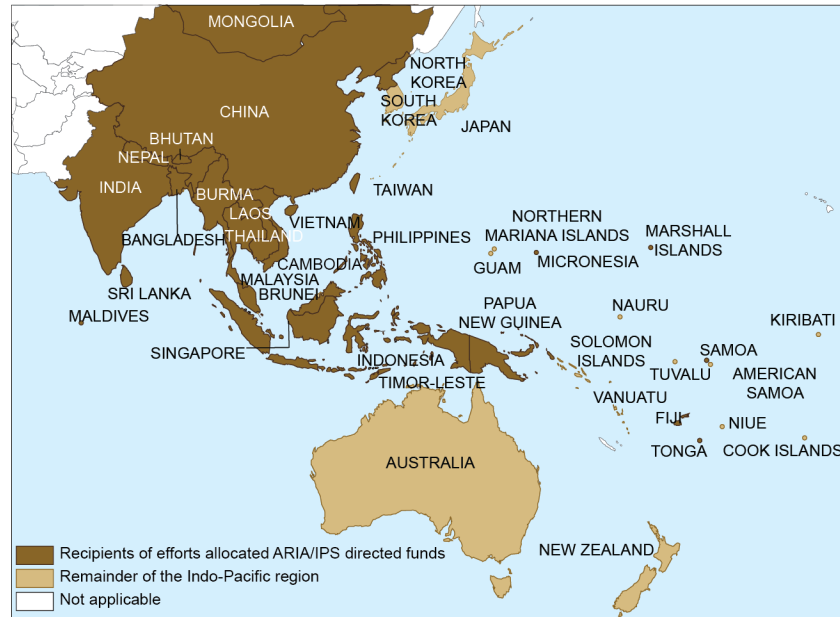 MONGOLIA
NORTH
KOREA
SOUTH
KOREA
JAPAN
CHINA
BHUTAN
NEPAL
INDIA
BURMA
LAOS
THAILAND
VIETNAM
TAIWAN
PHILIPPINES
BANGLADESH
CAMBODIA
MALAYSIA
BRUNEI
SRI LANKA
MALDIVES
SINGAPORE
INDONESIA
TIMOR-LESTE
PAPUA
NEW GUINEA
NORTHERN
MARIANA ISLANDS
GUAM
MICRONESIA
MARSHALL
ISLANDS
NAURU
KIRIBATI
SOLOMON
ISLANDS
SAMOA
TUVALU
AMERICAN
SAMOA
VANUATU
FIJI
NIUE
TONGA
COOK ISLANDS
AUSTRALIA
NEW ZEALAND
Recipients of efforts allocated ARIA/IPS directed funds
Remainder of the Indo-Pacific region
Not applicable